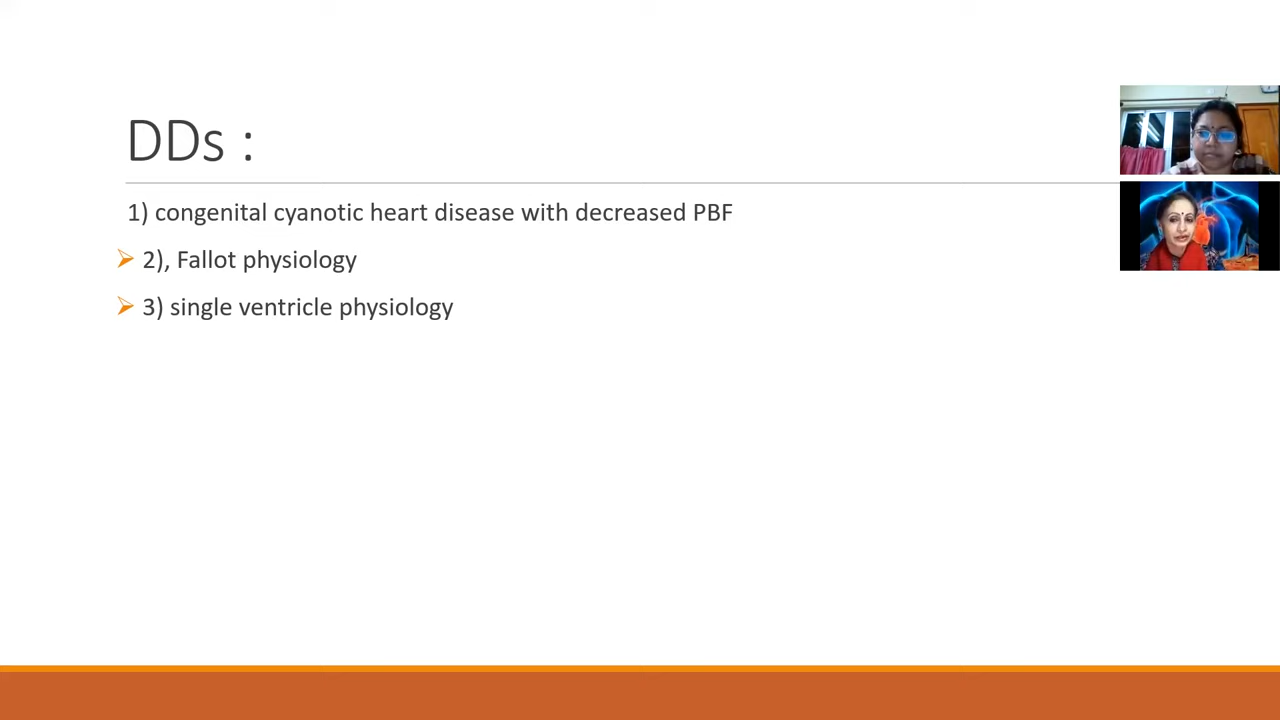 DDs :
1) congenital cyanotic heart disease with decreased PBF
2), Fallot physiology
3) single ventricle physiology